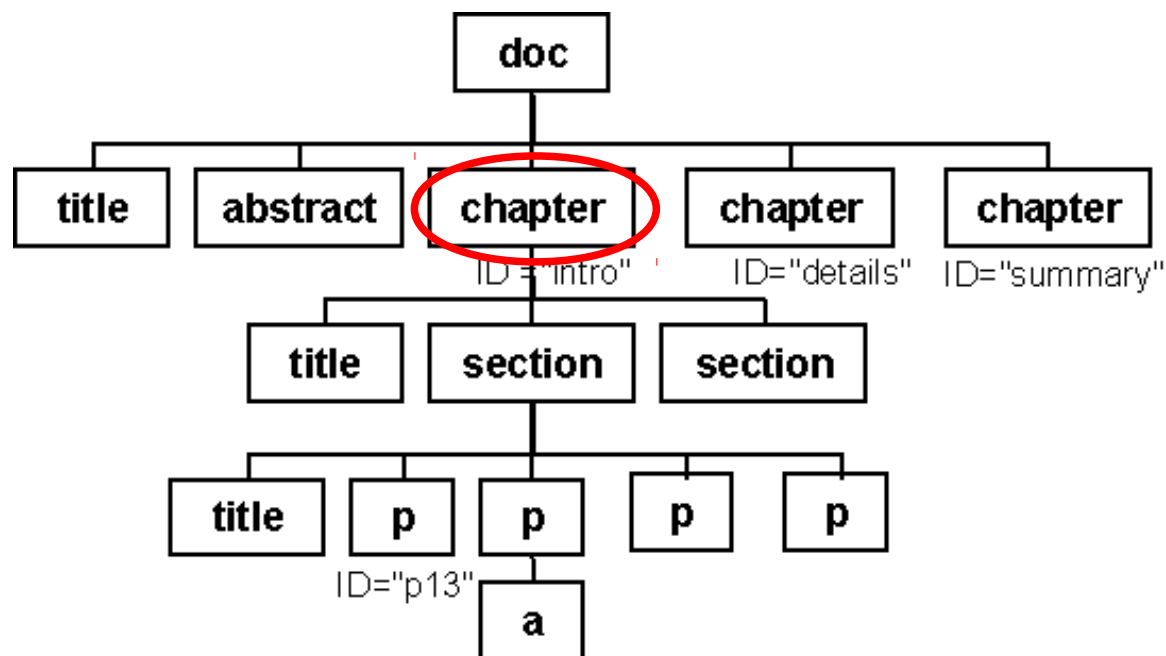 doc
title abstract chapter chapter chapter
ID ="intro" ID="details" ID="summary"
title section section
title p p p p
ID="p13"
a